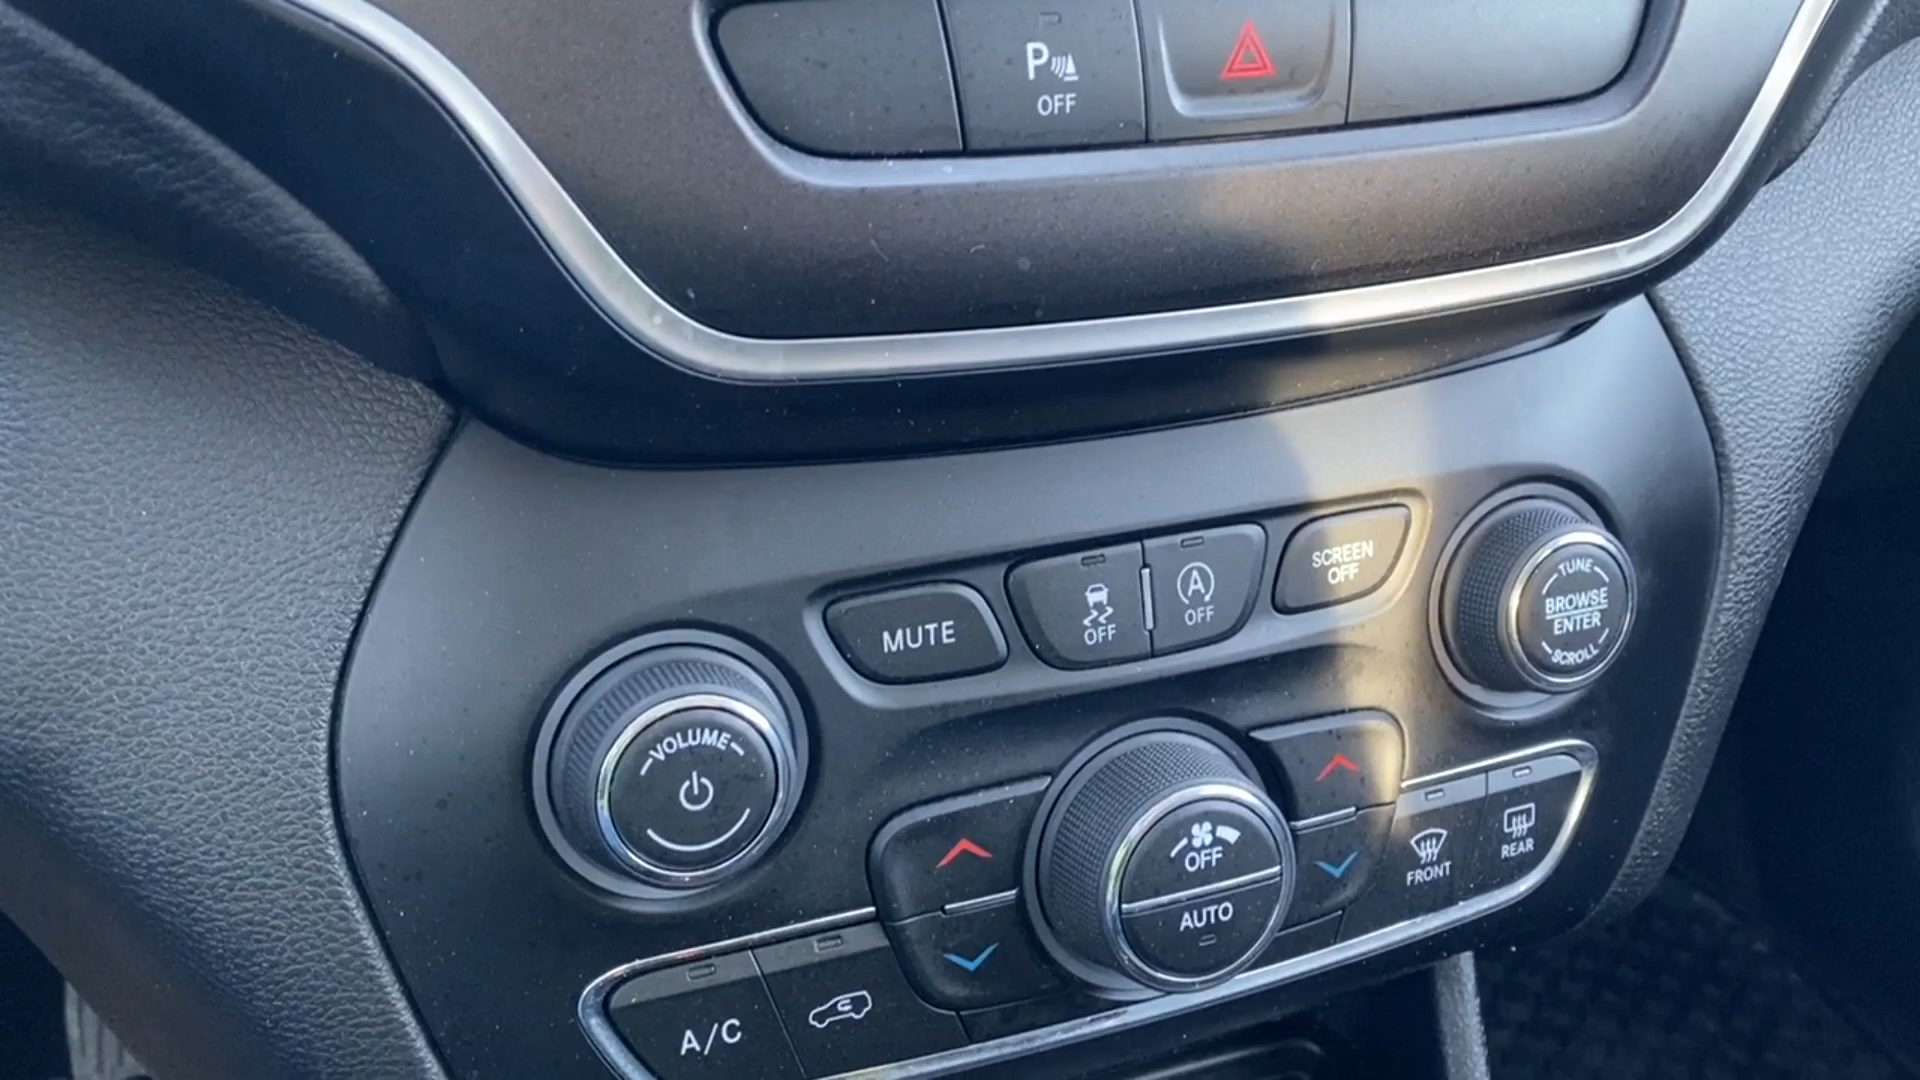 P
OFF
SCREEN
OFF
MUTE
OFF
A
OFF
TUNE
BROWSE
ENTER
SCROLL
VOLUME
OFF
AUTO
FRONT
REAR
A/C